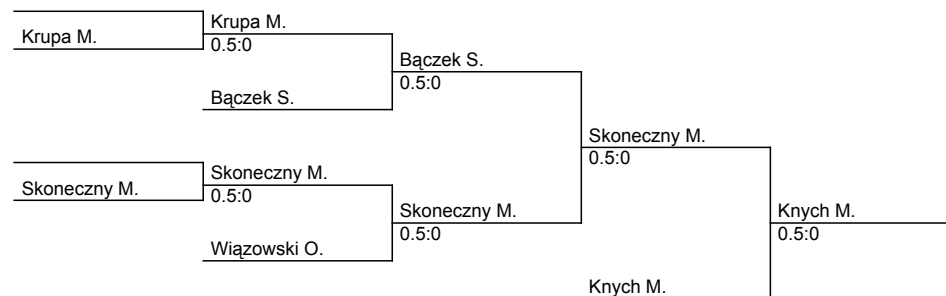 Krupa M.
Krupa M.
0.5:0
Bączek S.
0.5:0
Bączek S.
Skoneczny M.
0.5:0
Skoneczny M.
Skoneczny M.
0.5:0
Skoneczny M.
0.5:0
Knych M.
0.5:0
Wiązowski O.
Knych M.